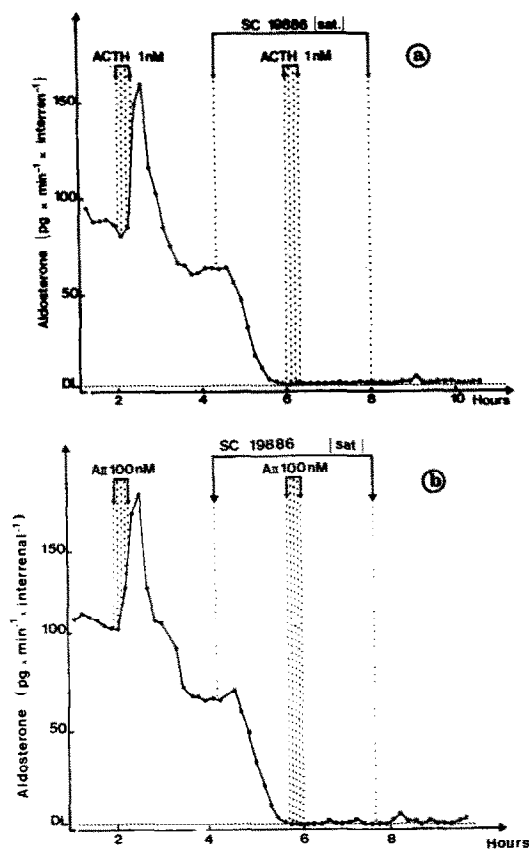 SC 19886 |sat.|
ACTH 1nM ACTH 1nM
a
Aldosterone [pg × min⁻¹ × interren⁻¹]
150
100
50
DL
2 4 6 8 10 Hours
SC 19886 |sat|
AII 100nM AII 100nM
b
Aldosterone (pg × min⁻¹ × interrenal⁻¹)
150
100
50
DL
2 4 6 8
Hours